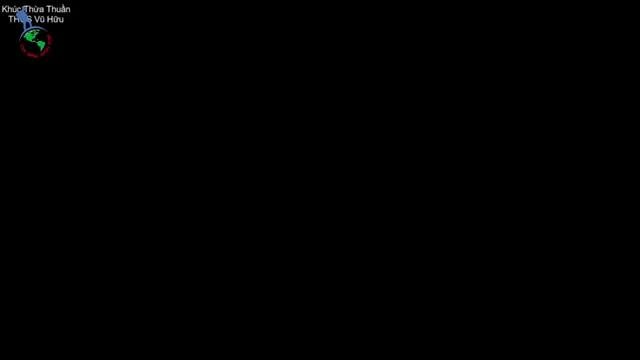 Khúc Thừa Thuần
THCS Vũ Hữu